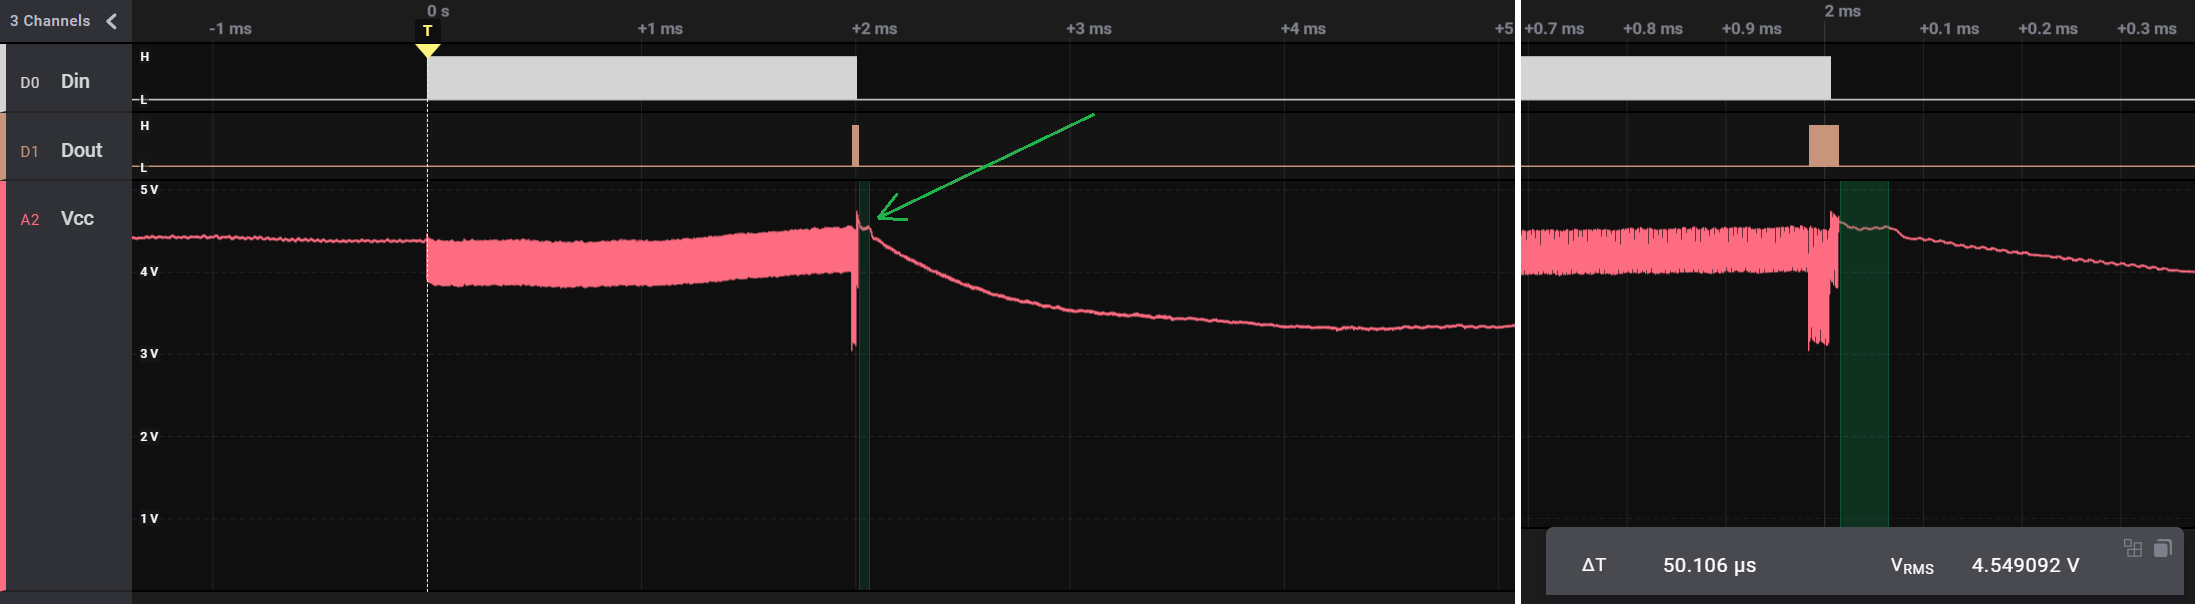 3 Channels
0 s
-1 ms
T
+1 ms
+2 ms
+3 ms
+4 ms
+5
D0 Din
H
L
D1 Dout
H
L
A2 Vcc
5 V
4 V
3 V
2 V
1 V
2 ms
+0.7 ms
+0.8 ms
+0.9 ms
+0.1 ms
+0.2 ms
+0.3 ms
ΔT 50.106 μs VRMS 4.549092 V